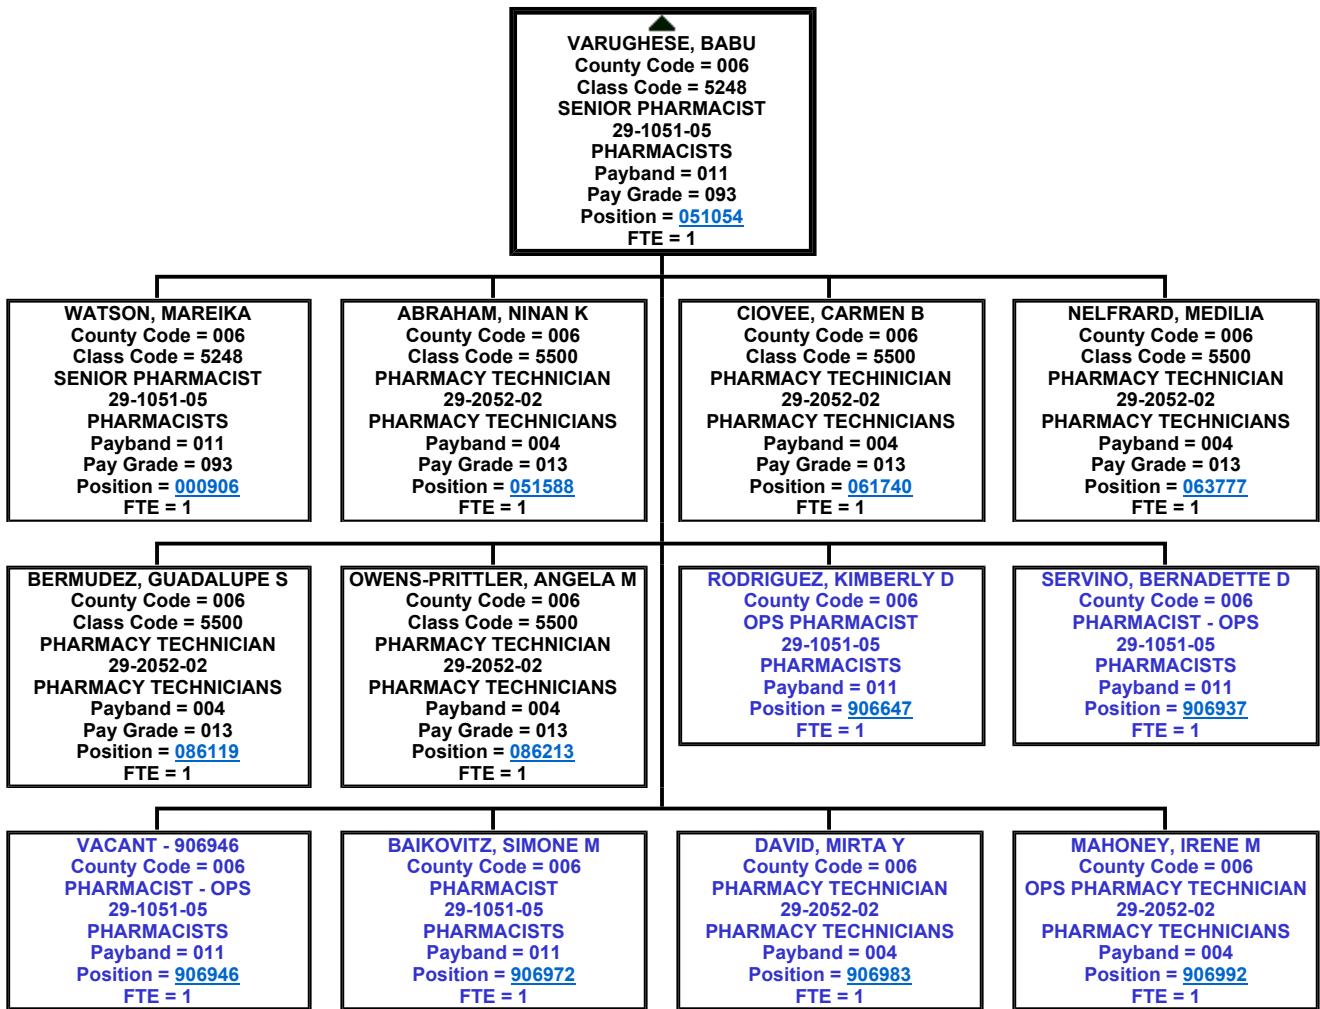 VARUGHESE, BABU
County Code = 006
Class Code = 5248
SENIOR PHARMACIST
29-1051-05
PHARMACISTS
Payband = 011
Pay Grade = 093
Position = 051054
FTE = 1
WATSON, MAREIKA
County Code = 006
Class Code = 5248
SENIOR PHARMACIST
29-1051-05
PHARMACISTS
Payband = 011
Pay Grade = 093
Position = 000906
FTE = 1
ABRAHAM, NINAN K
County Code = 006
Class Code = 5500
PHARMACY TECHNICIAN
29-2052-02
PHARMACY TECHNICIANS
Payband = 004
Pay Grade = 013
Position = 051588
FTE = 1
CIOVEE, CARMEN B
County Code = 006
Class Code = 5500
PHARMACY TECHINICIAN
29-2052-02
PHARMACY TECHNICIANS
Payband = 004
Pay Grade = 013
Position = 061740
FTE = 1
NELFRARD, MEDILIA
County Code = 006
Class Code = 5500
PHARMACY TECHNICIAN
29-2052-02
PHARMACY TECHNICIANS
Payband = 004
Pay Grade = 013
Position = 063777
FTE = 1
BERMUDEZ, GUADALUPE S
County Code = 006
Class Code = 5500
PHARMACY TECHNICIAN
29-2052-02
PHARMACY TECHNICIANS
Payband = 004
Pay Grade = 013
Position = 086119
FTE = 1
OWENS-PRITTLER, ANGELA M
County Code = 006
Class Code = 5500
PHARMACY TECHNICIAN
29-2052-02
PHARMACY TECHNICIANS
Payband = 004
Pay Grade = 013
Position = 086213
FTE = 1
RODRIGUEZ, KIMBERLY D
County Code = 006
OPS PHARMACIST
29-1051-05
PHARMACISTS
Payband = 011
Position = 906647
FTE = 1
SERVINO, BERNADETTE D
County Code = 006
PHARMACIST - OPS
29-1051-05
PHARMACISTS
Payband = 011
Position = 906937
FTE = 1
VACANT - 906946
County Code = 006
PHARMACIST - OPS
29-1051-05
PHARMACISTS
Payband = 011
Position = 906946
FTE = 1
BAIKOVITZ, SIMONE M
County Code = 006
PHARMACIST
29-1051-05
PHARMACISTS
Payband = 011
Position = 906972
FTE = 1
DAVID, MIRTA Y
County Code = 006
PHARMACY TECHNICIAN
29-2052-02
PHARMACY TECHNICIANS
Payband = 004
Position = 906983
FTE = 1
MAHONEY, IRENE M
County Code = 006
OPS PHARMACY TECHNICIAN
29-2052-02
PHARMACY TECHNICIANS
Payband = 004
Position = 906992
FTE = 1